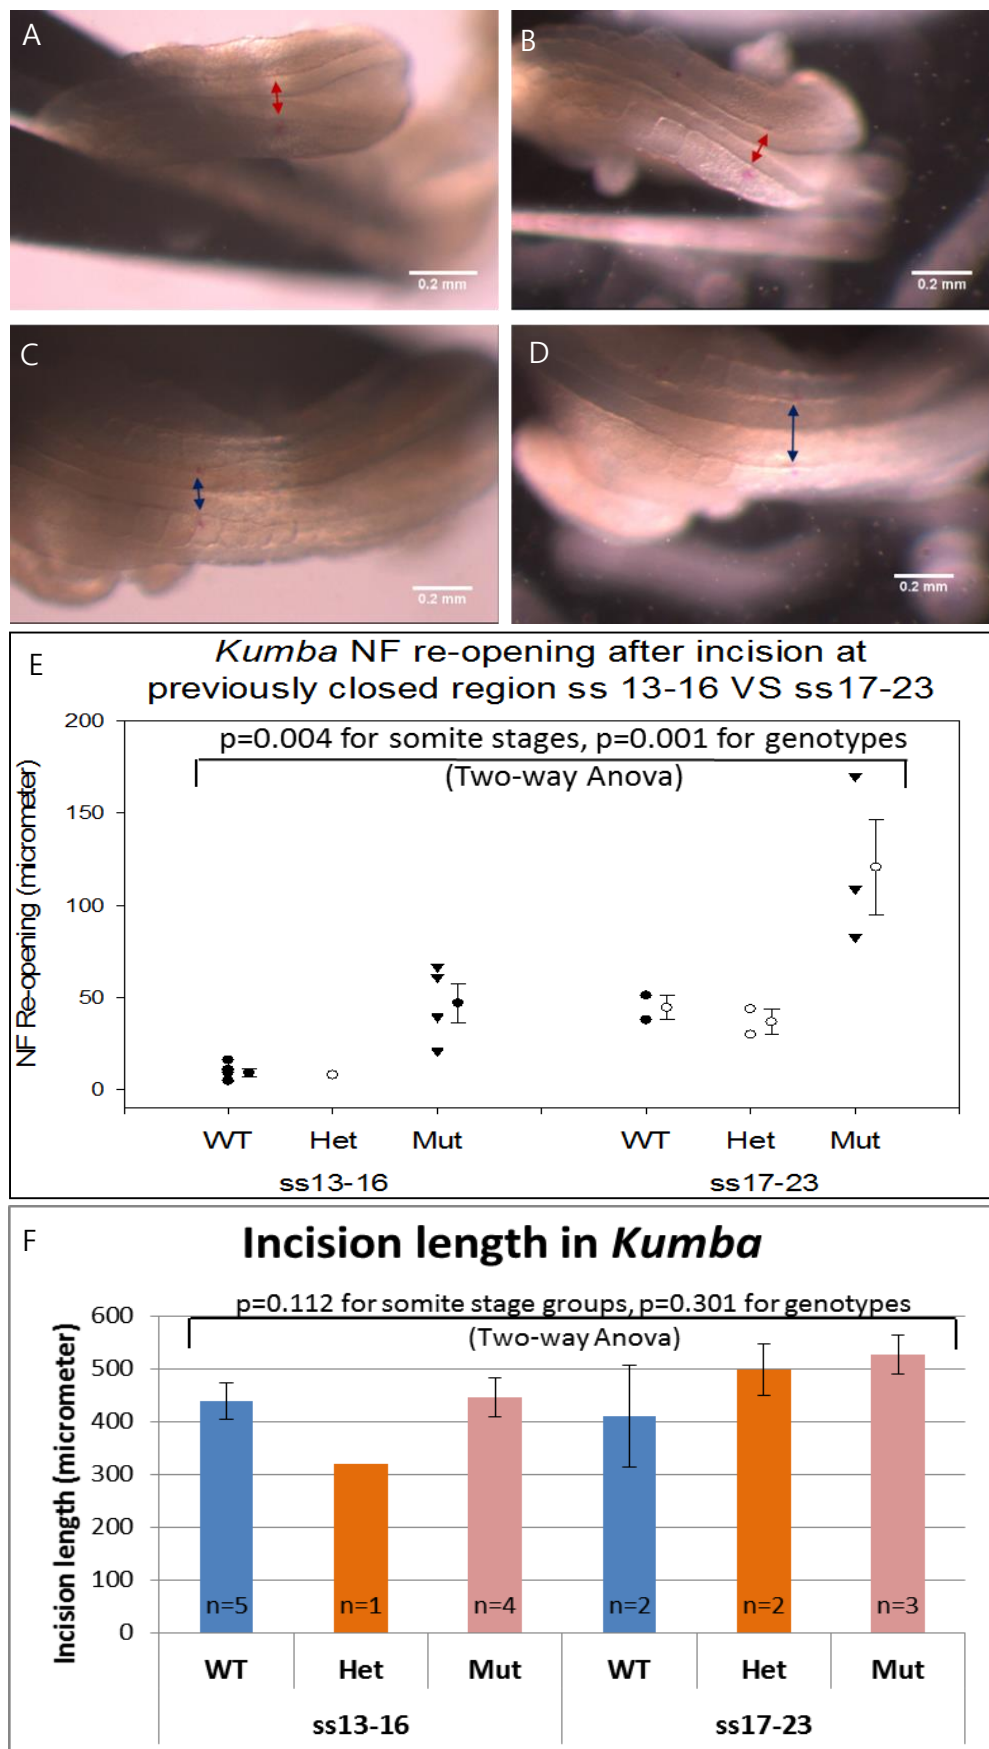 A
B
0.2 mm
0.2 mm
C
D
0.2 mm
0.2 mm
E
Kumba NF re-opening after incision at
previously closed region ss 13-16 VS ss17-23
p=0.004 for somite stages, p=0.001 for genotypes
(Two-way Anova)
NF Re-opening (micrometer)
200
150
100
50
0
WT Het Mut WT Het Mut
ss13-16 ss17-23
F
Incision length in Kumba
p=0.112 for somite stage groups, p=0.301 for genotypes
(Two-way Anova)
Incision length (micrometer)
600
500
400
300
200
100
0
n=5 n=1 n=4 n=2 n=2 n=3
WT Het Mut WT Het Mut
ss13-16 ss17-23